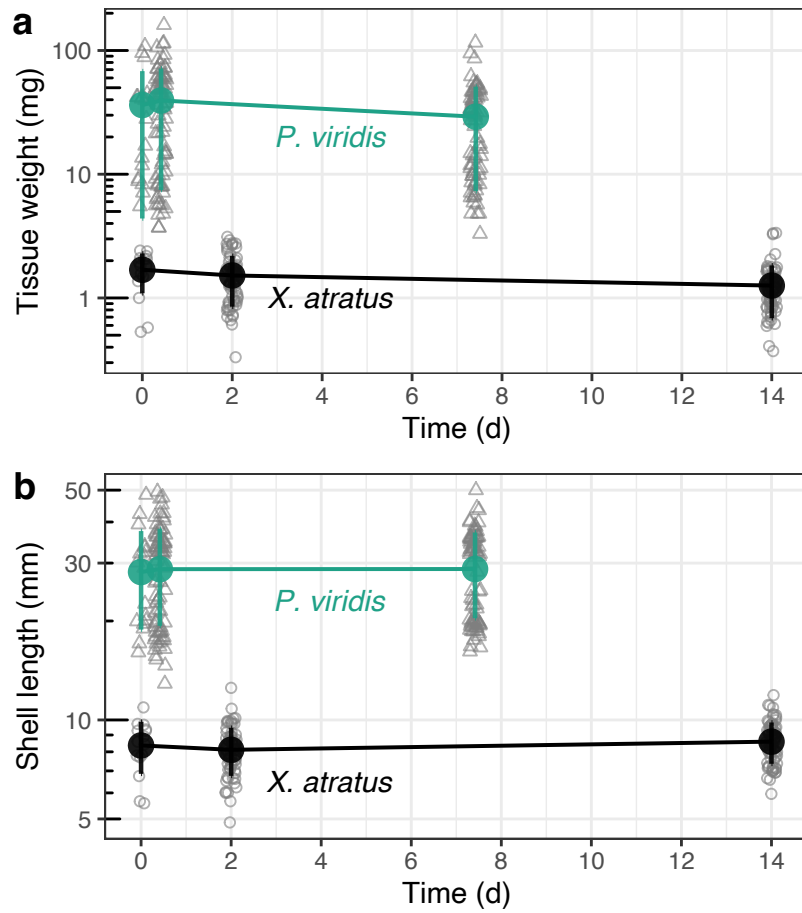 a
Tissue weight (mg)
100
10
1
P. viridis
X. atratus
0 2 4 6 8 10 12 14
Time (d)
b
Shell length (mm)
50
30
10
5
P. viridis
X. atratus
0 2 4 6 8 10 12 14
Time (d)